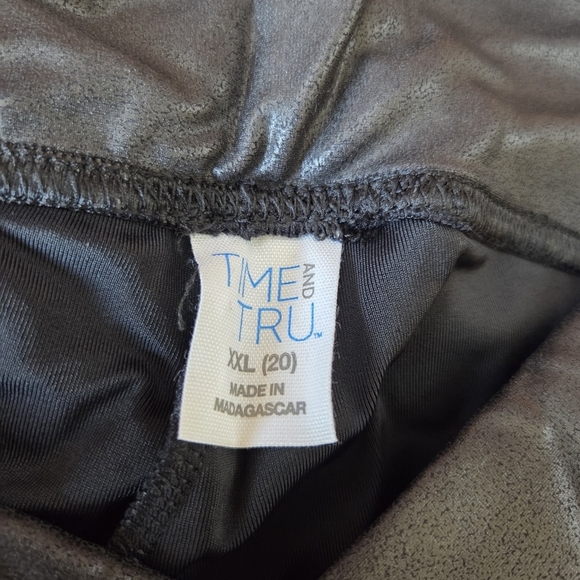 TIME
AND
TRU™
XXL (20)
MADE IN
MADAGASCAR